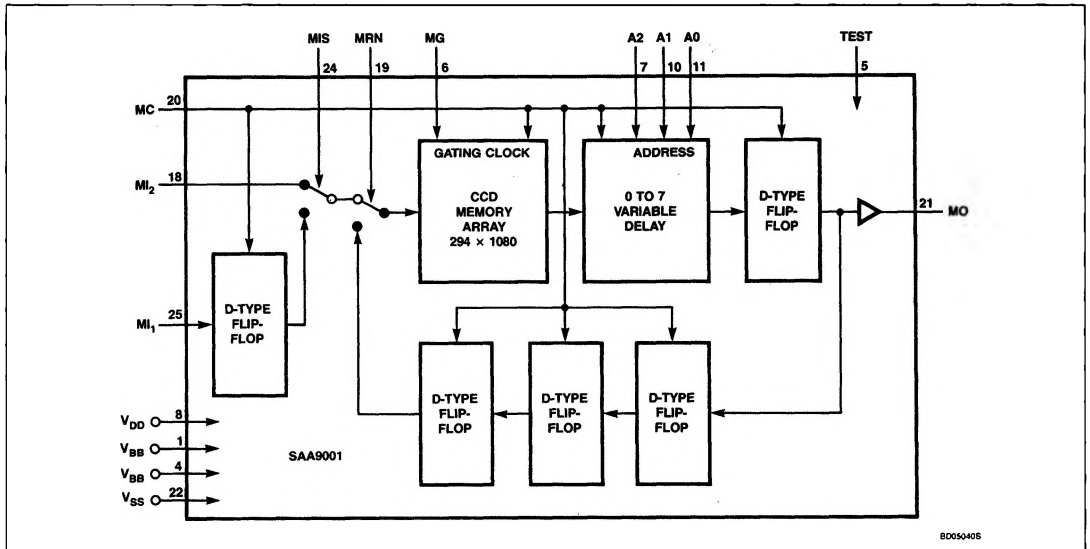 MIS MRN MG A2 A1 A0 TEST
24 19 6 7 10 11 5
MC 20
GATING CLOCK
ADDRESS
MI2 18
CCD
MEMORY
ARRAY
294 × 1080
0 TO 7
VARIABLE
DELAY
D-TYPE
FLIP-
FLOP
21 MO
MI1 25
D-TYPE
FLIP-
FLOP
D-TYPE
FLIP-
FLOP
D-TYPE
FLIP-
FLOP
D-TYPE
FLIP-
FLOP
VDD 8
VBB 1
VBB 4
VSS 22
SAA9001
BD05040S